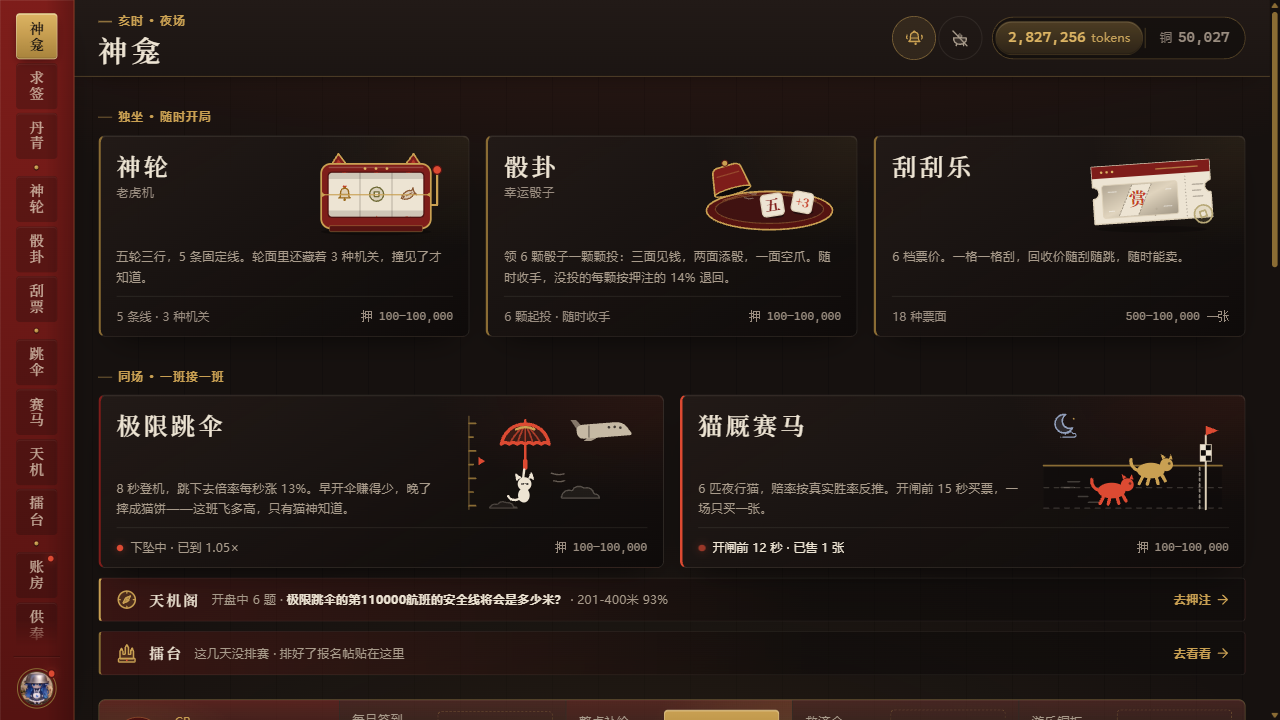 神龛
求签
丹青
神轮
骰卦
刮票
跳伞
赛马
天机
擂台
账房
供奉
亥时 • 夜场
神龛
2,827,256 tokens
铜 50,027
独坐 • 随时开局
神轮
老虎机
五轮三行，5 条固定线。轮面里还藏着 3 种机关，撞见了才
知道。
5 条线 · 3 种机关
押 100–100,000
骰卦
幸运骰子
五
+3
领 6 颗骰子一颗颗投：三面见钱，两面添骰，一面空爪。随
时收手，没投的每颗按押注的 14% 退回。
6 颗起投 · 随时收手
押 100–100,000
刮刮乐
赏
6 档票价。一格一格刮，回收价随刮随跳，随时能卖。
18 种票面
500–100,000 一张
同场 • 一班接一班
极限跳伞
8 秒登机，跳下去倍率每秒涨 13%。早开伞赚得少，晚了
摔成猫饼——这班飞多高，只有猫神知道。
下坠中 · 已到 1.05×
押 100–100,000
猫厩赛马
6 匹夜行猫，赔率按真实胜率反推。开闸前 15 秒买票，一
场只买一张。
开闸前 12 秒 · 已售 1 张
押 100–100,000
天机阁
开盘中 6 题 · 极限跳伞的第110000航班的安全线将会是多少米？ · 201-400米 93%
去押注 →
擂台
这几天没排赛 · 排好了报名帖贴在这里
去看看 →
每日签到